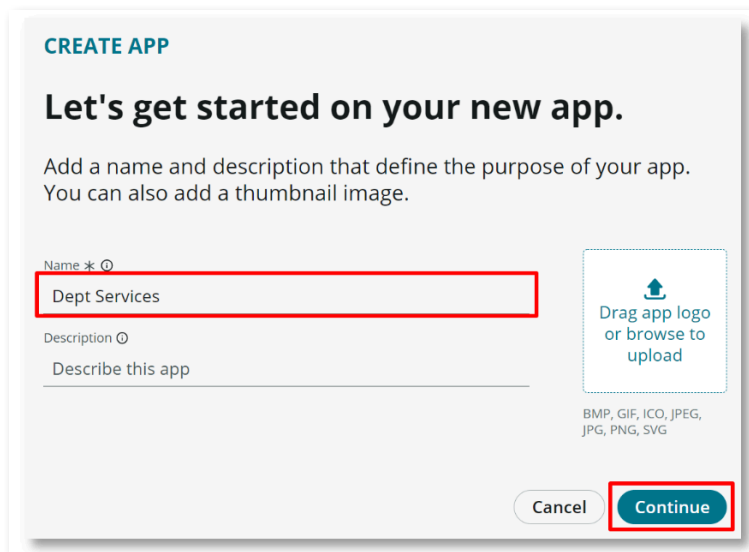 CREATE APP
Let's get started on your new app.
Add a name and description that define the purpose of your app.
You can also add a thumbnail image.
Name *
Dept Services
Description
Describe this app
Drag app logo
or browse to
upload
BMP, GIF, ICO, JPEG,
JPG, PNG, SVG
Cancel
Continue